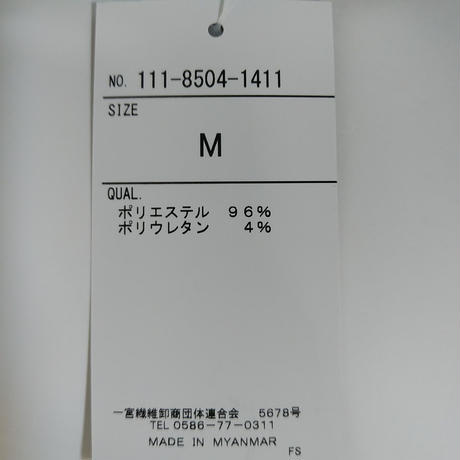 NO. 111-8504-1411
SIZE
M
QUAL.
ポリエステル 96%
ポリウレタン 4%
一宮繊維卸商団体連合会 5678号
TEL 0586-77-0311
MADE IN MYANMAR
FS